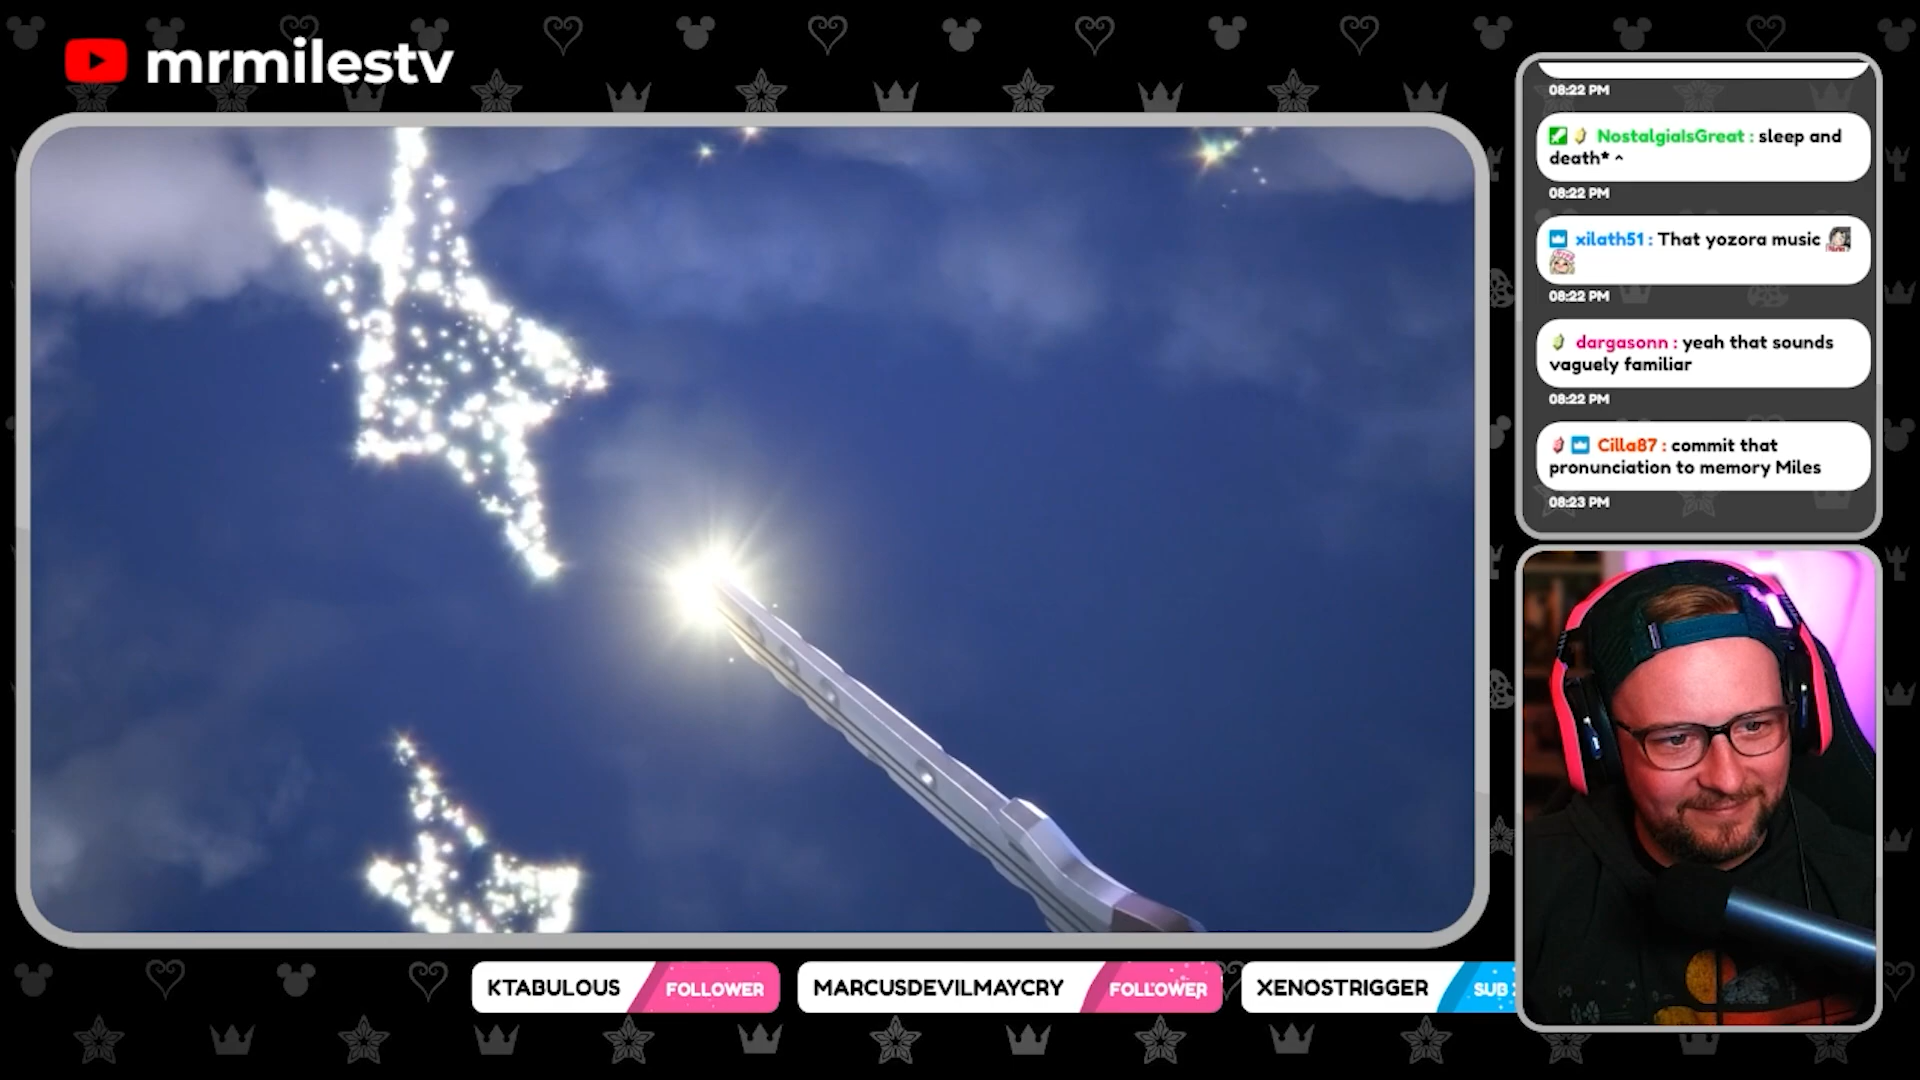 mrmilestv
08:22 PM
NostalgiaIsGreat : sleep and
death* ^
08:22 PM
xilath51 : That yozora music
08:22 PM
dargasonn : yeah that sounds
vaguely familiar
08:22 PM
Cilla87 : commit that
pronunciation to memory Miles
08:23 PM
KTABULOUS FOLLOWER MARCUSDEVILMAYCRY FOLLOWER XENOSTRIGGER SUB